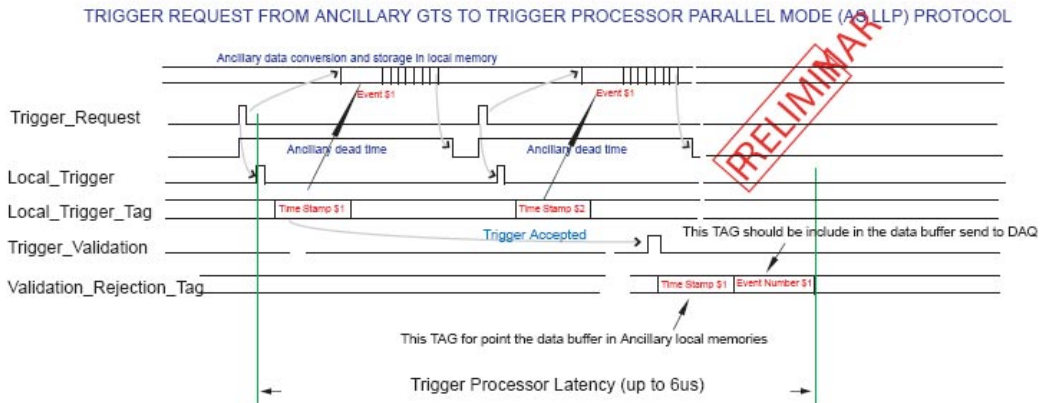 TRIGGER REQUEST FROM ANCILLARY GTS TO TRIGGER PROCESSOR PARALLEL MODE (AS LLP) PROTOCOL
Ancillary data conversion and storage in local memory
Event $1
Event $1
PRELIMIMAR
Trigger_Request
Ancillary dead time
Ancillary dead time
Local_Trigger
Local_Trigger_Tag
Time Stamp $1
Time Stamp $2
Trigger_Validation
Trigger Accepted
This TAG should be include in the data buffer send to DAQ
Validation_Rejection_Tag
Time Stamp $1
Event Number $1
This TAG for point the data buffer in Ancillary local memories
Trigger Processor Latency (up to 6us)